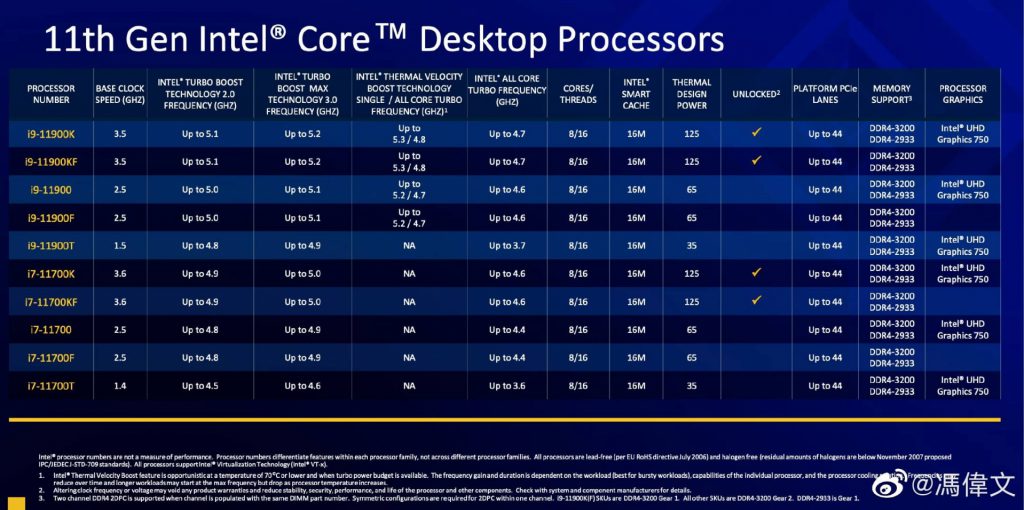 11th Gen Intel® Core™ Desktop Processors
PROCESSOR NUMBER BASE CLOCK SPEED (GHZ) INTEL® TURBO BOOST TECHNOLOGY 2.0 FREQUENCY (GHZ) INTEL® TURBO BOOST MAX TECHNOLOGY 3.0 FREQUENCY (GHZ) INTEL® THERMAL VELOCITY BOOST TECHNOLOGY SINGLE / ALL CORE TURBO FREQUENCY (GHZ)1 INTEL® ALL CORE TURBO FREQUENCY (GHZ) CORES/ THREADS INTEL® SMART CACHE THERMAL DESIGN POWER UNLOCKED2 PLATFORM PCIe LANES MEMORY SUPPORT3 PROCESSOR GRAPHICS
i9-11900K 3.5 Up to 5.1 Up to 5.2 Up to 5.3 / 4.8 Up to 4.7 8/16 16M 125 ✓ Up to 44 DDR4-3200 DDR4-2933 Intel® UHD Graphics 750
i9-11900KF 3.5 Up to 5.1 Up to 5.2 Up to 5.3 / 4.8 Up to 4.7 8/16 16M 125 ✓ Up to 44 DDR4-3200 DDR4-2933
i9-11900 2.5 Up to 5.0 Up to 5.1 Up to 5.2 / 4.7 Up to 4.6 8/16 16M 65 Up to 44 DDR4-3200 DDR4-2933 Intel® UHD Graphics 750
i9-11900F 2.5 Up to 5.0 Up to 5.1 Up to 5.2 / 4.7 Up to 4.6 8/16 16M 65 Up to 44 DDR4-3200 DDR4-2933
i9-11900T 1.5 Up to 4.8 Up to 4.9 NA Up to 3.7 8/16 16M 35 Up to 44 DDR4-3200 DDR4-2933 Intel® UHD Graphics 750
i7-11700K 3.6 Up to 4.9 Up to 5.0 NA Up to 4.6 8/16 16M 125 ✓ Up to 44 DDR4-3200 DDR4-2933 Intel® UHD Graphics 750
i7-11700KF 3.6 Up to 4.9 Up to 5.0 NA Up to 4.6 8/16 16M 125 ✓ Up to 44 DDR4-3200 DDR4-2933
i7-11700 2.5 Up to 4.8 Up to 4.9 NA Up to 4.4 8/16 16M 65 Up to 44 DDR4-3200 DDR4-2933 Intel® UHD Graphics 750
i7-11700F 2.5 Up to 4.8 Up to 4.9 NA Up to 4.4 8/16 16M 65 Up to 44 DDR4-3200 DDR4-2933
i7-11700T 1.4 Up to 4.5 Up to 4.6 NA Up to 3.6 8/16 16M 35 Up to 44 DDR4-3200 DDR4-2933 Intel® UHD Graphics 750
Intel® processor numbers are not a measure of performance. Processor numbers differentiate features within each processor family, not across different processor families. All processors are lead-free (per EU RoHS directive July 2006) and halogen free (residual amounts of halogens are below November 2007 proposed
IPC/JEDEC J-STD-709 standards). All processors support Intel® Virtualization Technology (Intel® VT-x).
1. Intel® Thermal Velocity Boost feature is opportunistic at a temperature of 70°C or lower and when turbo power budget is available. The frequency gain and duration is dependent on the workload (best for bursty workloads), capabilities of the individual processor, and the processor cooling
reduce over time and longer workloads may start at the max frequency but drop as processor temperature increases.
2. Altering clock frequency or voltage may void any product warranties and reduce stability, security, performance, and life of the processor and other components. Check with system and component manufacturers for details.
3. Two channel DDR4 2DPC is supported when channel is populated with the same DIMM part number. Symmetric configurations are required for 2DPC within one channel. i9-11900K(F) SKUs are DDR4-3200 Gear 1. All other SKUs are DDR4-3200 Gear 2. DDR4-2933 is Gear 1.
@馮偉文